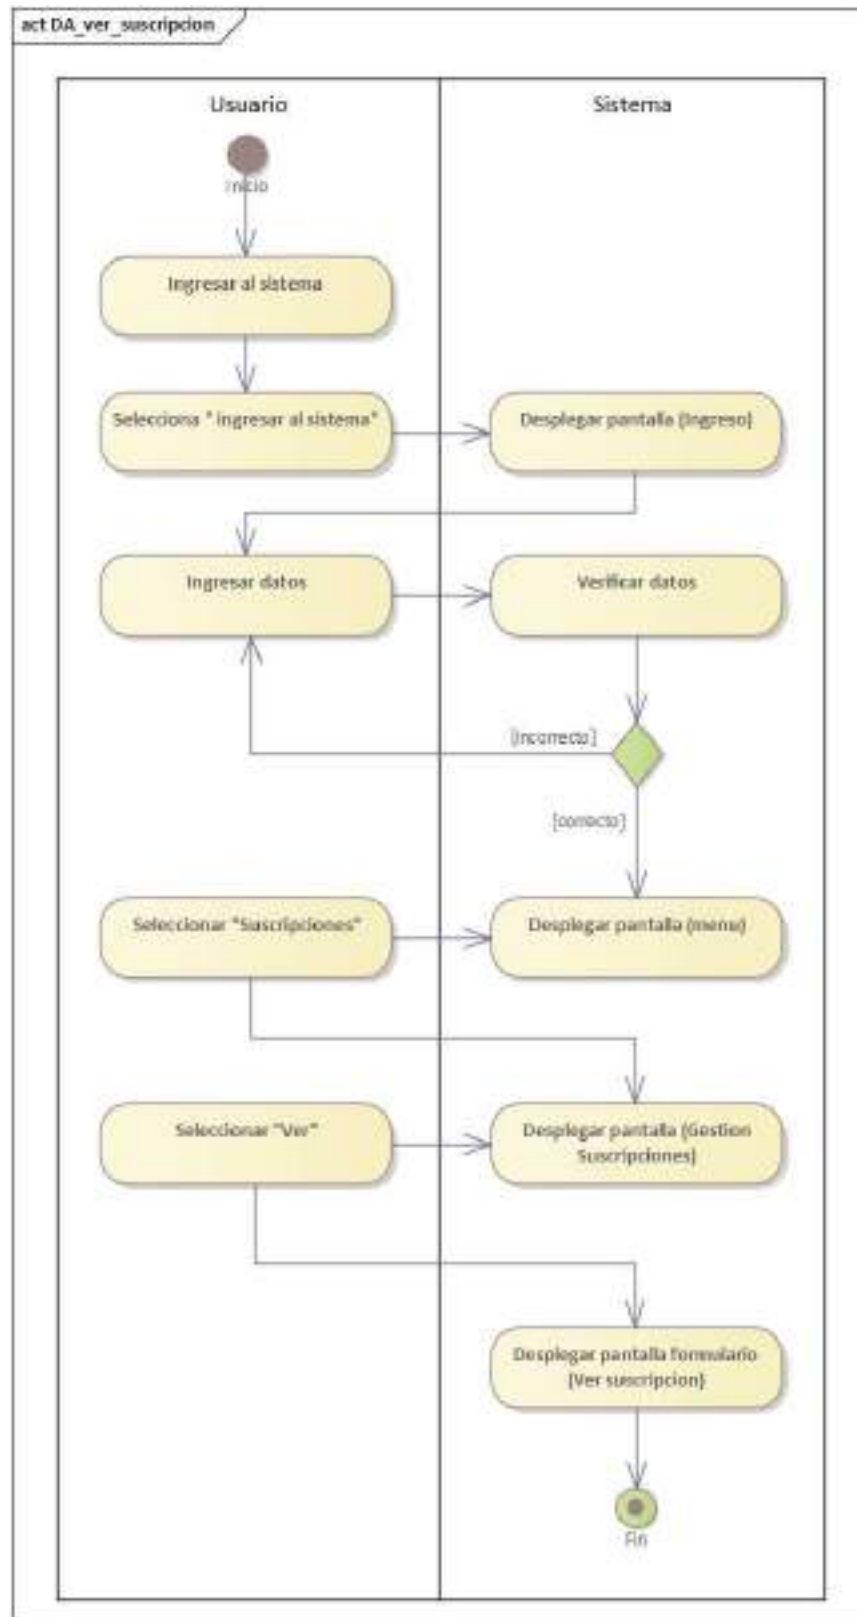 act DA_ver_suscripcion
Usuario
Sistema
Inicio
Ingresar al sistema
Selecciona " ingresar al sistema"
Desplegar pantalla (Ingreso)
Ingresar datos
Verificar datos
[incorrecto]
[correcto]
Seleccionar "Suscripciones"
Desplegar pantalla (menu)
Seleccionar "Ver"
Desplegar pantalla (Gestion
Suscripciones)
Desplegar pantalla formulario
(Ver suscripcion)
Fin